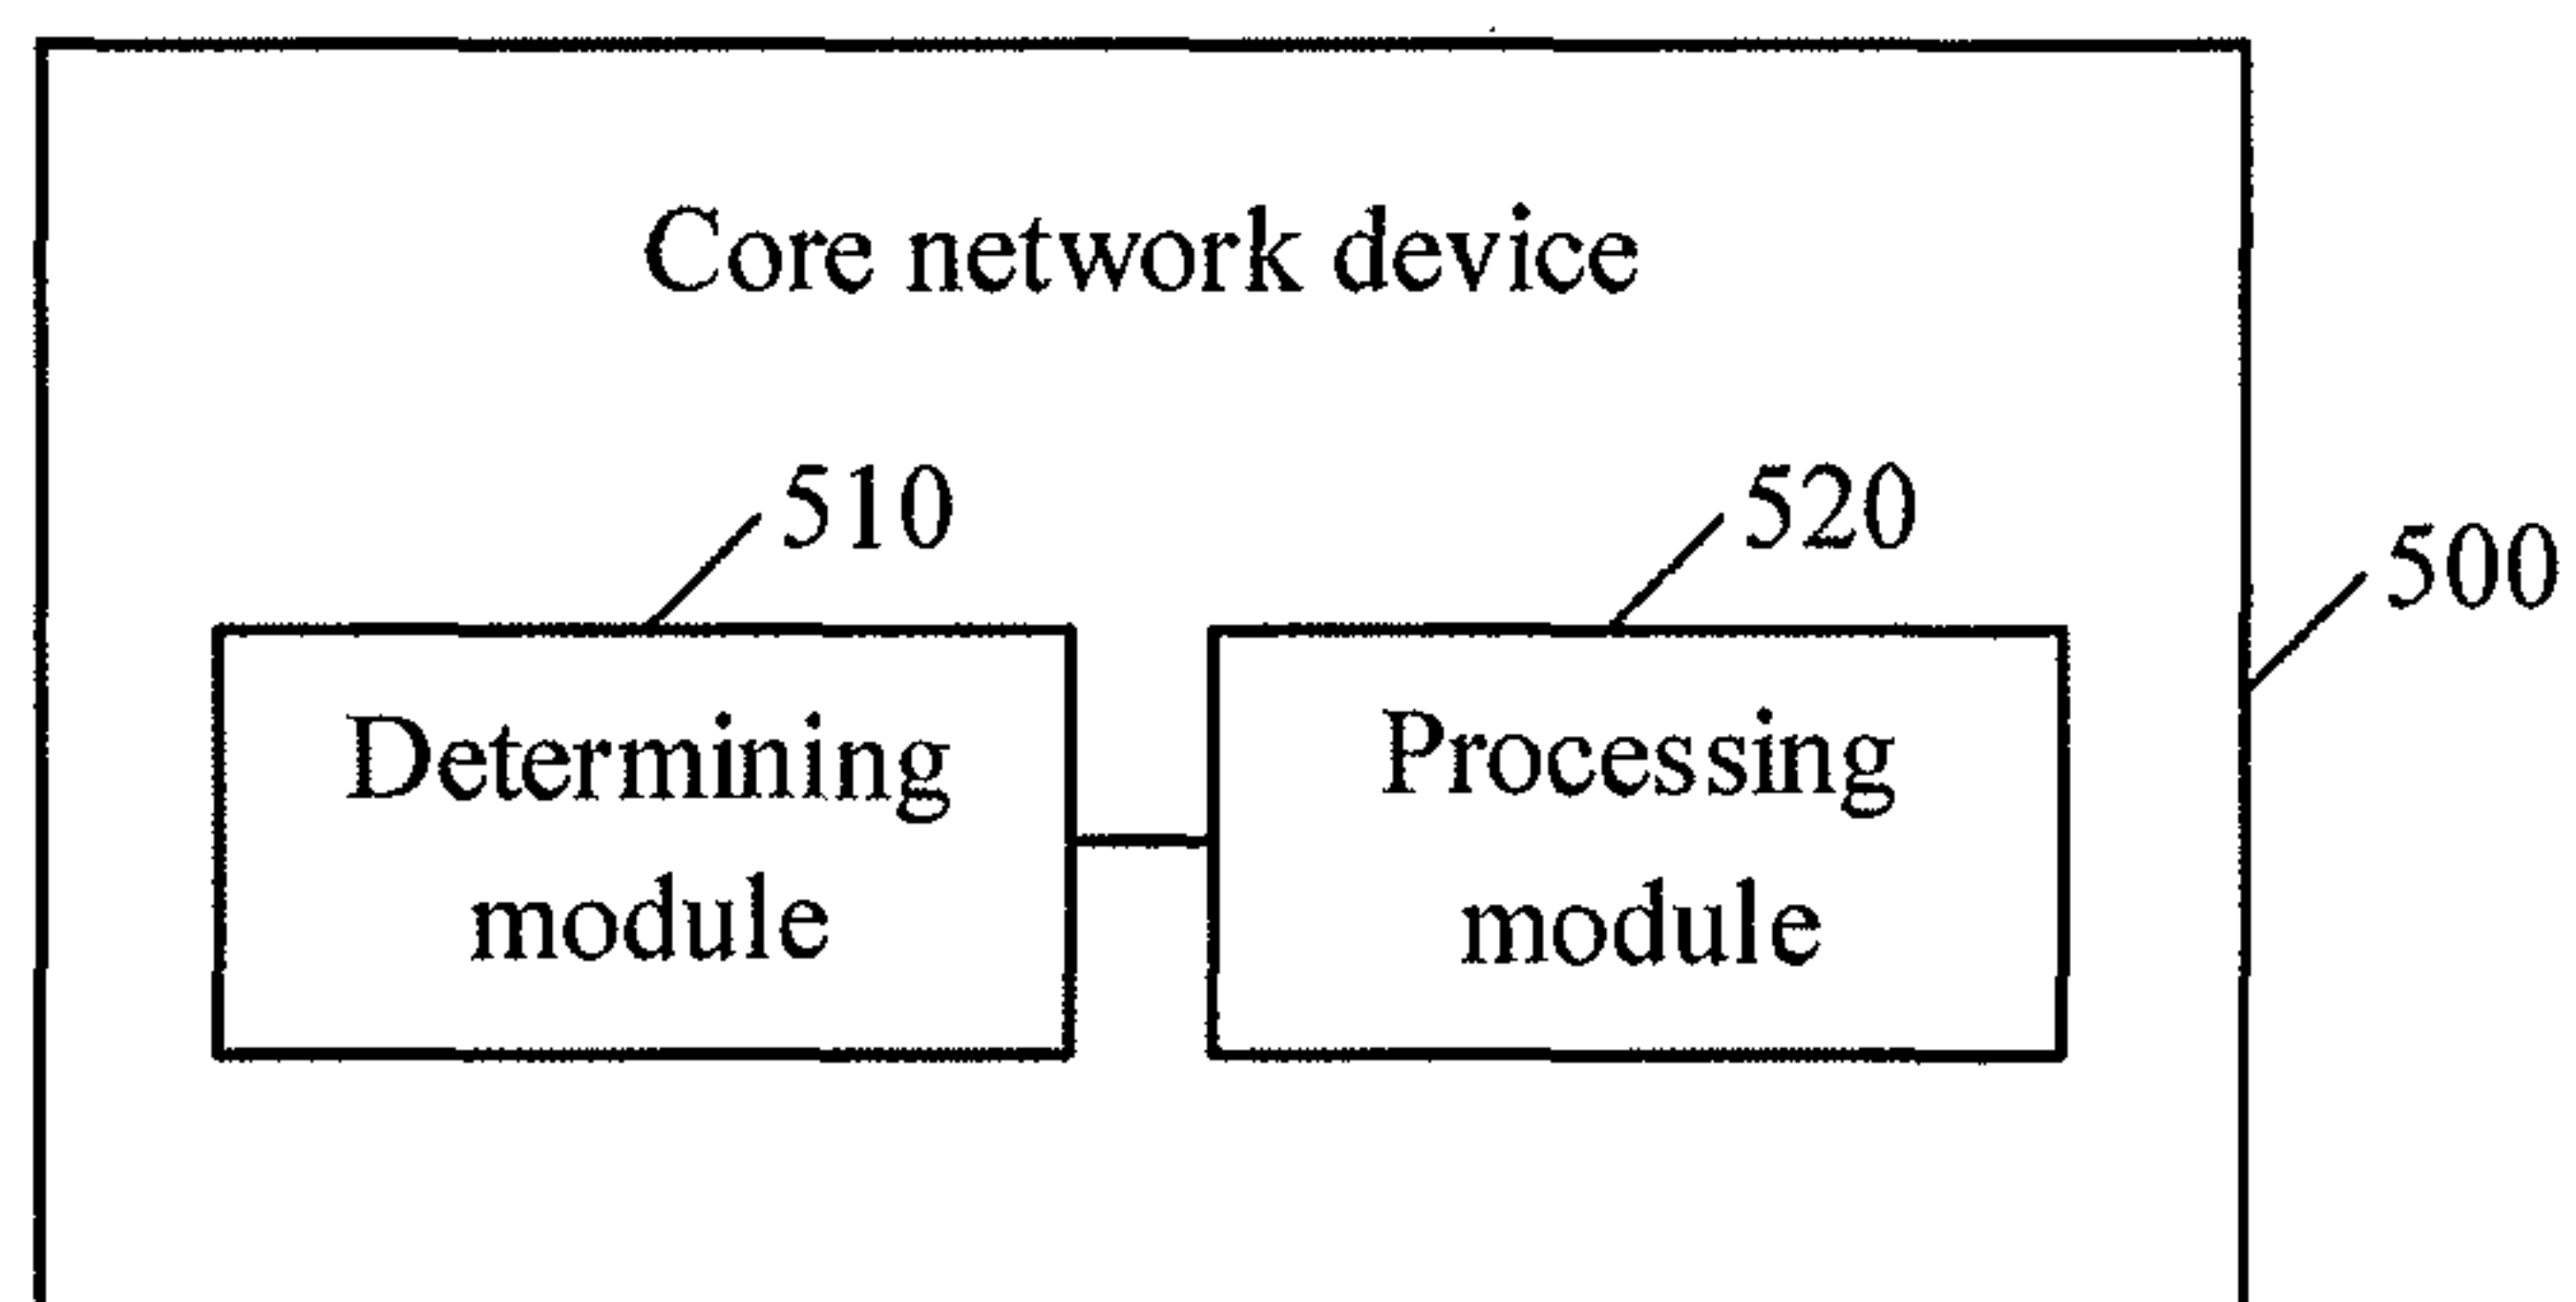 Core network device
510
520
500
Determining
module
Processing
module